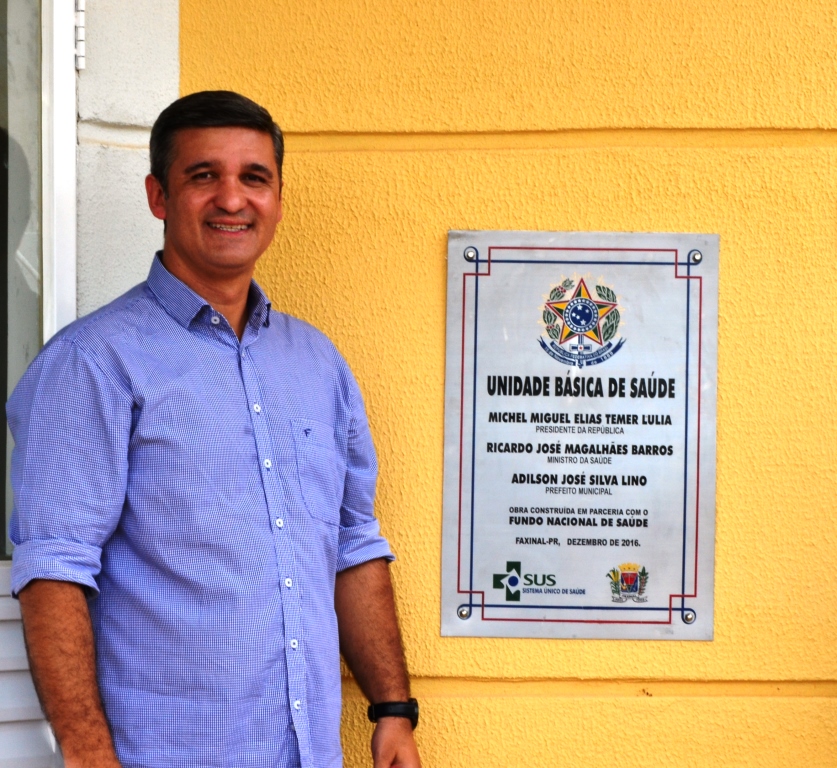 UNIDADE BÁSICA DE SAÚDE
MICHEL MIGUEL ELIAS TEMER LULIA
PRESIDENTE DA REPÚBLICA
RICARDO JOSÉ MAGALHÃES BARROS
MINISTRO DA SAÚDE
ADILSON JOSÉ SILVA LINO
PREFEITO MUNICIPAL
OBRA CONSTRUÍDA EM PARCERIA COM O
FUNDO NACIONAL DE SAÚDE
FAXINAL-PR, DEZEMBRO DE 2016.
SUS
SISTEMA ÚNICO DE SAÚDE